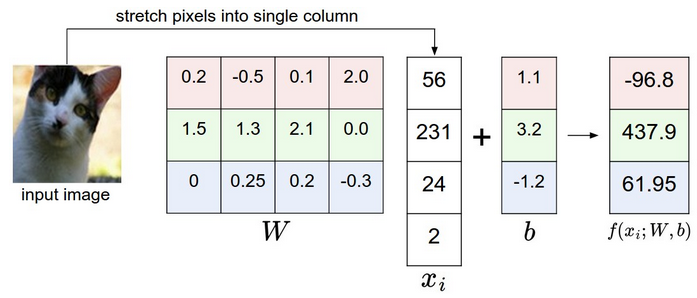 stretch pixels into single column
0.2 -0.5 0.1 2.0 56 1.1 -96.8
1.5 1.3 2.1 0.0 231 + 3.2 → 437.9
0 0.25 0.2 -0.3 24 -1.2 61.95
input image
W 2 b f(xᵢ; W, b)
xᵢ